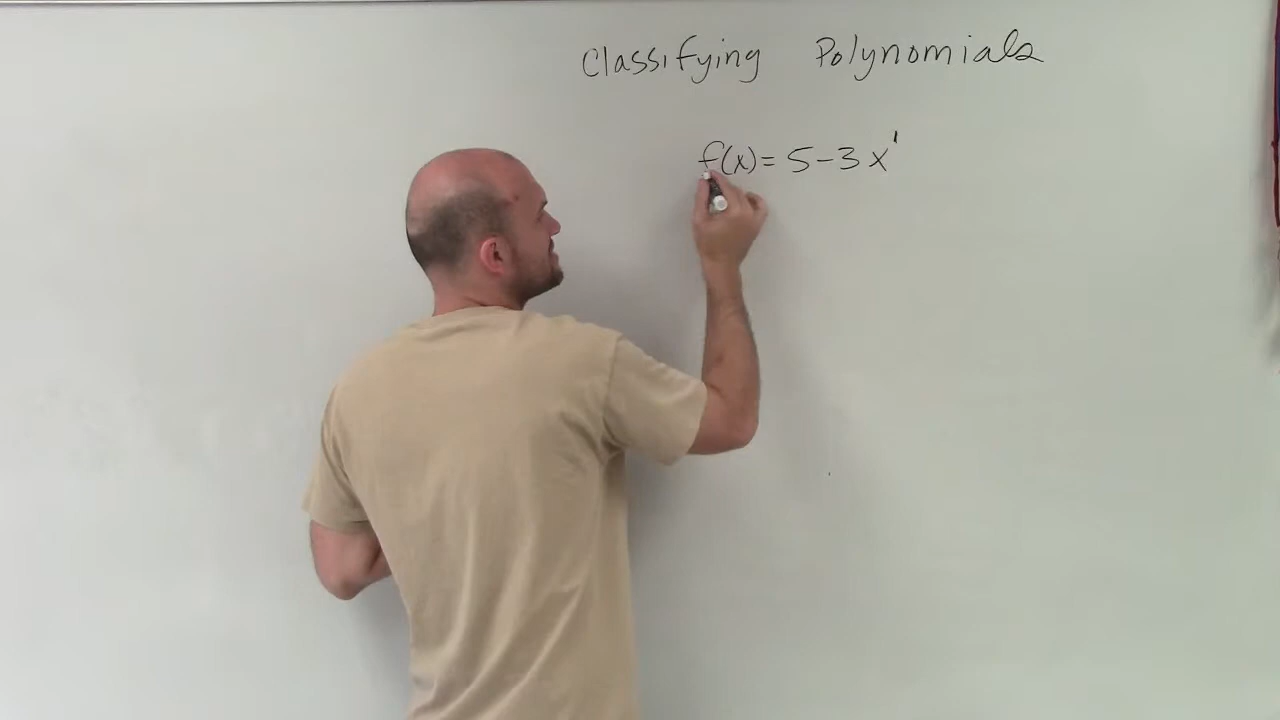 Classifying Polynomials
f(x) = 5 - 3x¹